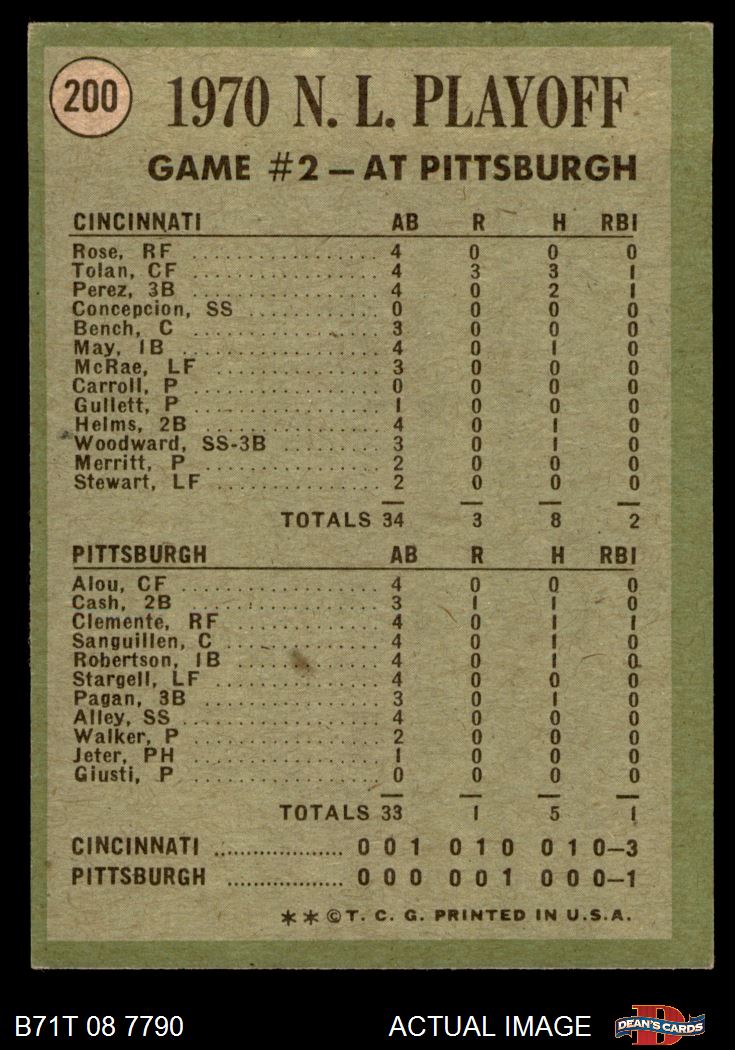 200 1970 N. L. PLAYOFF
GAME #2 – AT PITTSBURGH
CINCINNATI AB R H RBI
Rose, RF .................. 4 0 0 0
Tolan, CF .................. 4 3 3 1
Perez, 3B .................. 4 0 2 1
Concepcion, SS ............. 0 0 0 0
Bench, C .................. 3 0 0 0
May, 1B .................. 4 0 1 0
McRae, LF ................ 3 0 0 0
Carroll, P ................ 0 0 0 0
Gullett, P ................ 1 0 0 0
Helms, 2B ................ 4 0 1 0
Woodward, SS-3B ......... 3 0 1 0
Merritt, P ................ 2 0 0 0
Stewart, LF ............... 2 0 0 0
TOTALS 34 3 8 2
PITTSBURGH AB R H RBI
Alou, CF .................. 4 0 0 0
Cash, 2B .................. 3 1 1 0
Clemente, RF .............. 4 0 1 1
Sanguillen, C .............. 4 0 1 0
Robertson, 1B .............. 4 0 1 0
Stargell, LF ............... 4 0 0 0
Pagan, 3B ................. 3 0 1 0
Alley, SS .................. 4 0 0 0
Walker, P ................. 2 0 0 0
Jeter, PH ................. 1 0 0 0
Giusti, P .................. 0 0 0 0
TOTALS 33 1 5 1
CINCINNATI .................. 0 0 1 0 1 0 0 1 0–3
PITTSBURGH ................ 0 0 0 0 0 1 0 0 0–1
**©T. C. G. PRINTED IN U.S.A.
B71T 08 7790 ACTUAL IMAGE D DEAN'S CARDS